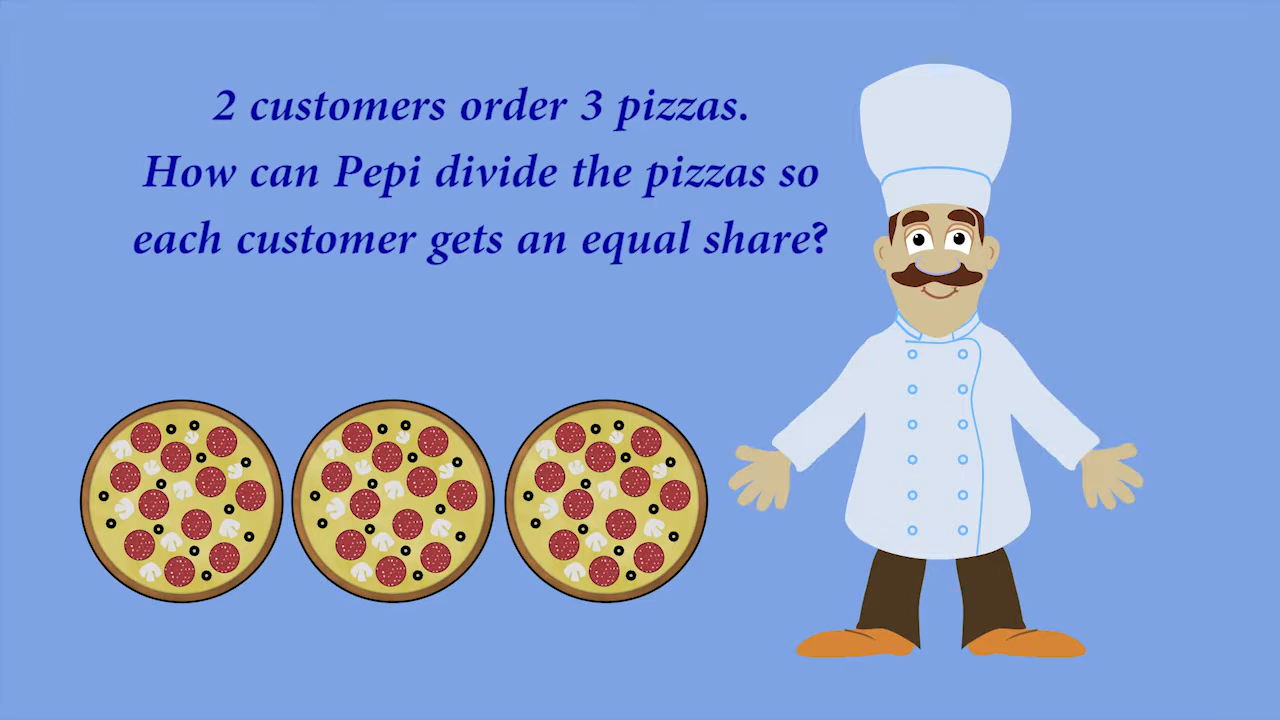 2 customers order 3 pizzas.
How can Pepi divide the pizzas so
each customer gets an equal share?